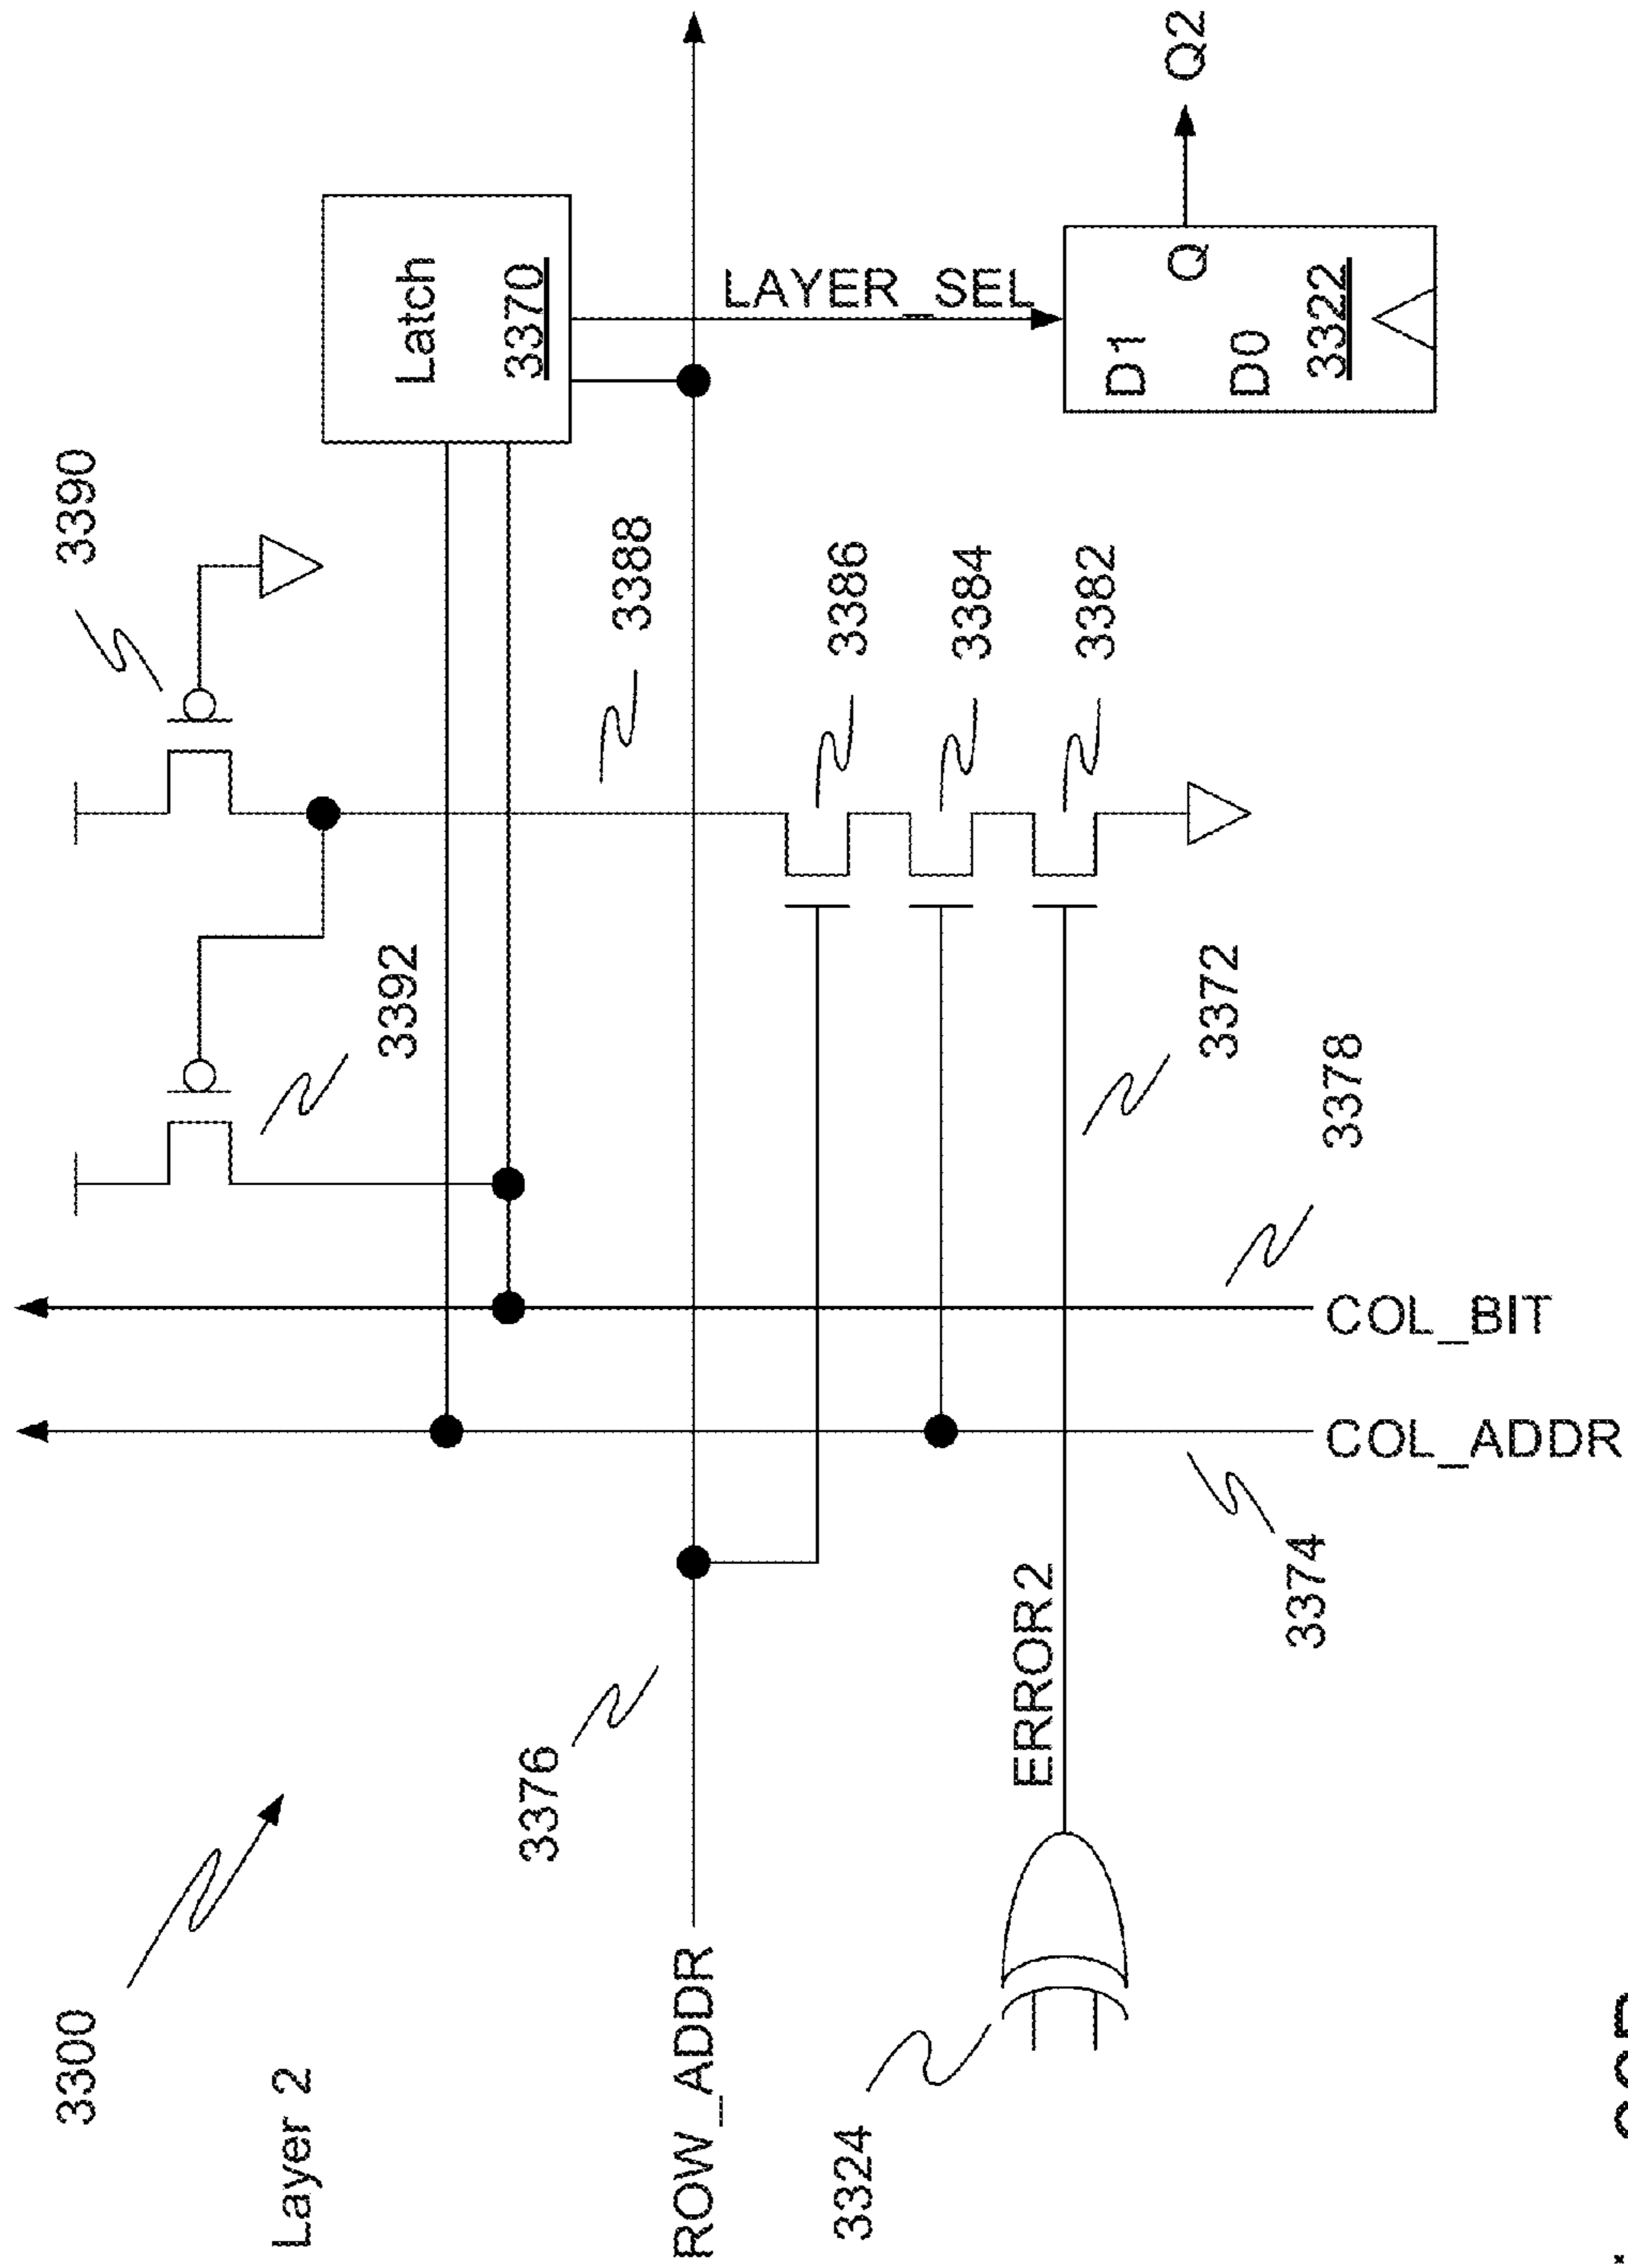 3300
3390
Layer 2
3392
Latch
3376
3370
3388
ROW_ADDR
LAYER_SEL
3324
3386
3384
ERROR2
3382
D1
Q
Q2
3372
D0
3374
3322
3378
COL_BIT
COL_ADDR